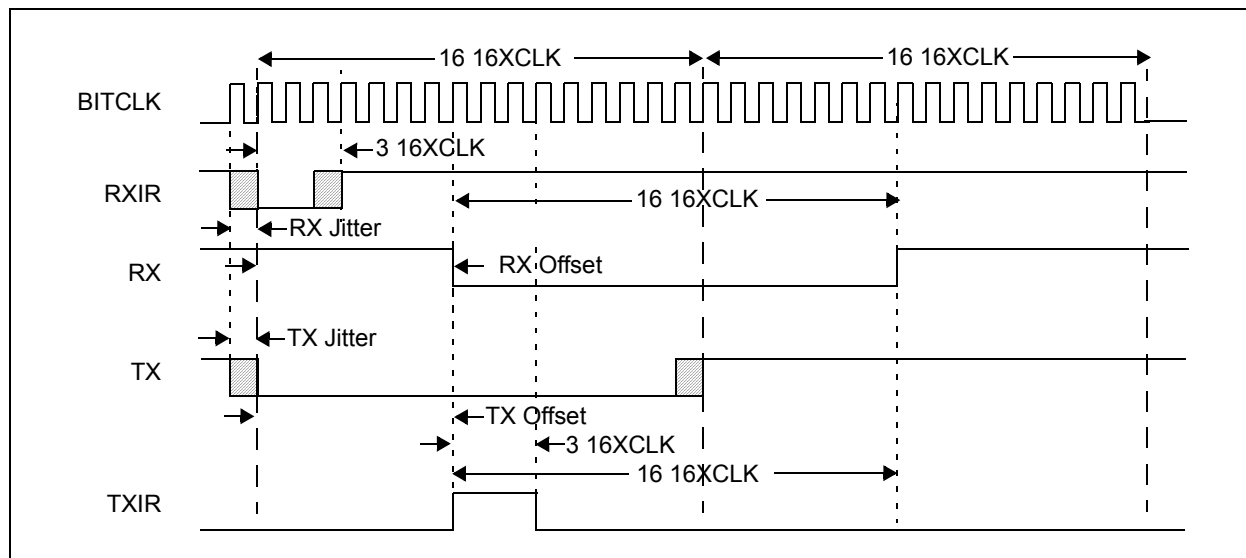 16 16XCLK 16 16XCLK
BITCLK
3 16XCLK
RXIR
16 16XCLK
RX Jitter
RX
RX Offset
TX Jitter
TX
TX Offset
3 16XCLK
16 16XCLK
TXIR